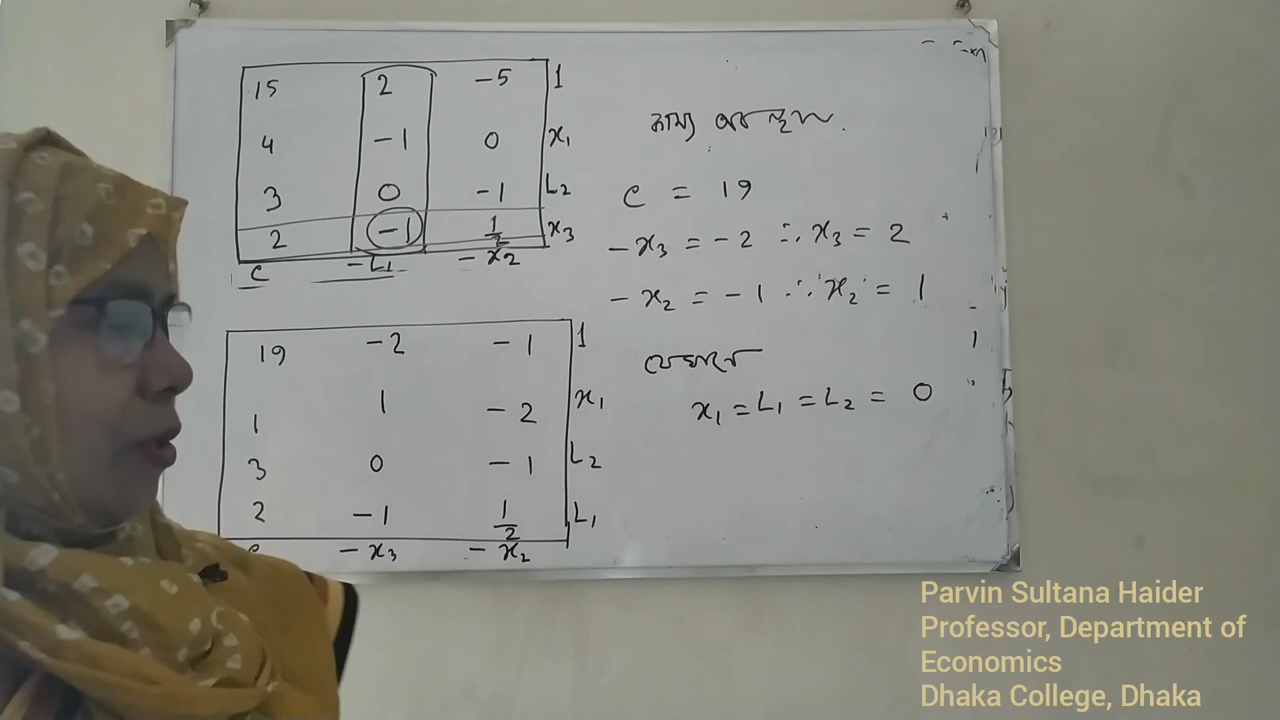 15 2 -5 1
4 -1 0 x₁
3 0 -1 L₂
2 -1 1/2 x₃
c -L₁ -x₂
19 -2 -1 1
1 1 -2 x₁
3 0 -1 L₂
2 -1 1/2 L₁
-x₃ -x₂
কাম্য
c = 19
-x₃ = -2 ∴ x₃ = 2
-x₂ = -1 ∴ x₂ = 1
যেখানে
x₁ = L₁ = L₂ = 0
Parvin Sultana Haider
Professor, Department of
Economics
Dhaka College, Dhaka